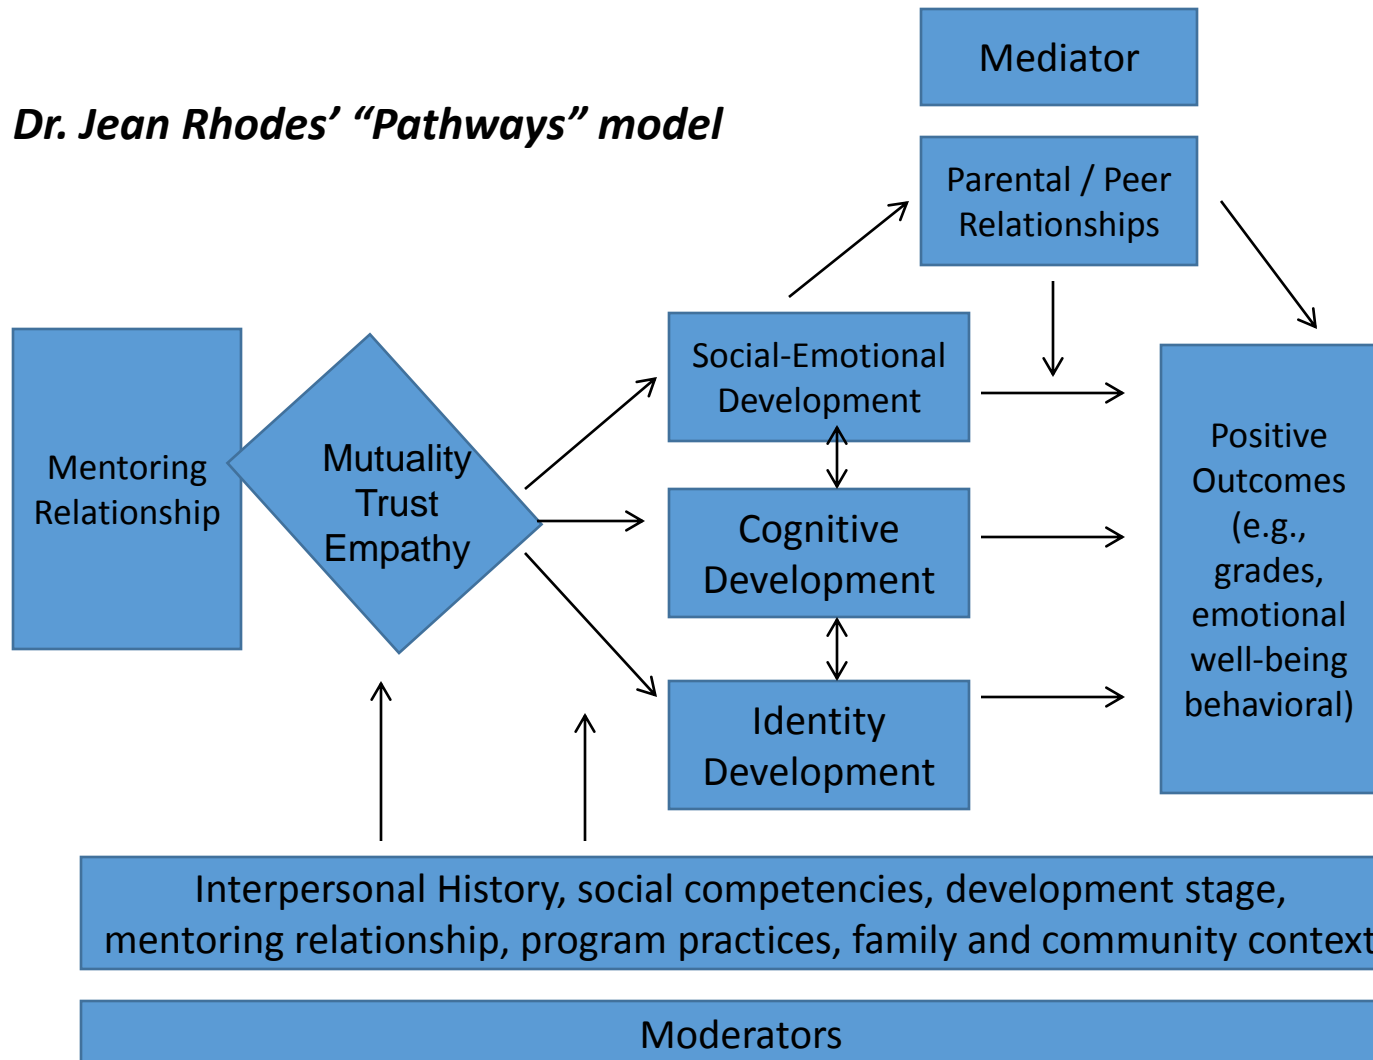 Mediator
Dr. Jean Rhodes’ “Pathways” model
Parental / Peer
Relationships
Mentoring
Relationship
Mutuality
Trust
Empathy
Social-Emotional
Development
Cognitive
Development
Identity
Development
Positive
Outcomes
(e.g.,
grades,
emotional
well-being
behavioral)
Interpersonal History, social competencies, development stage,
mentoring relationship, program practices, family and community context
Moderators